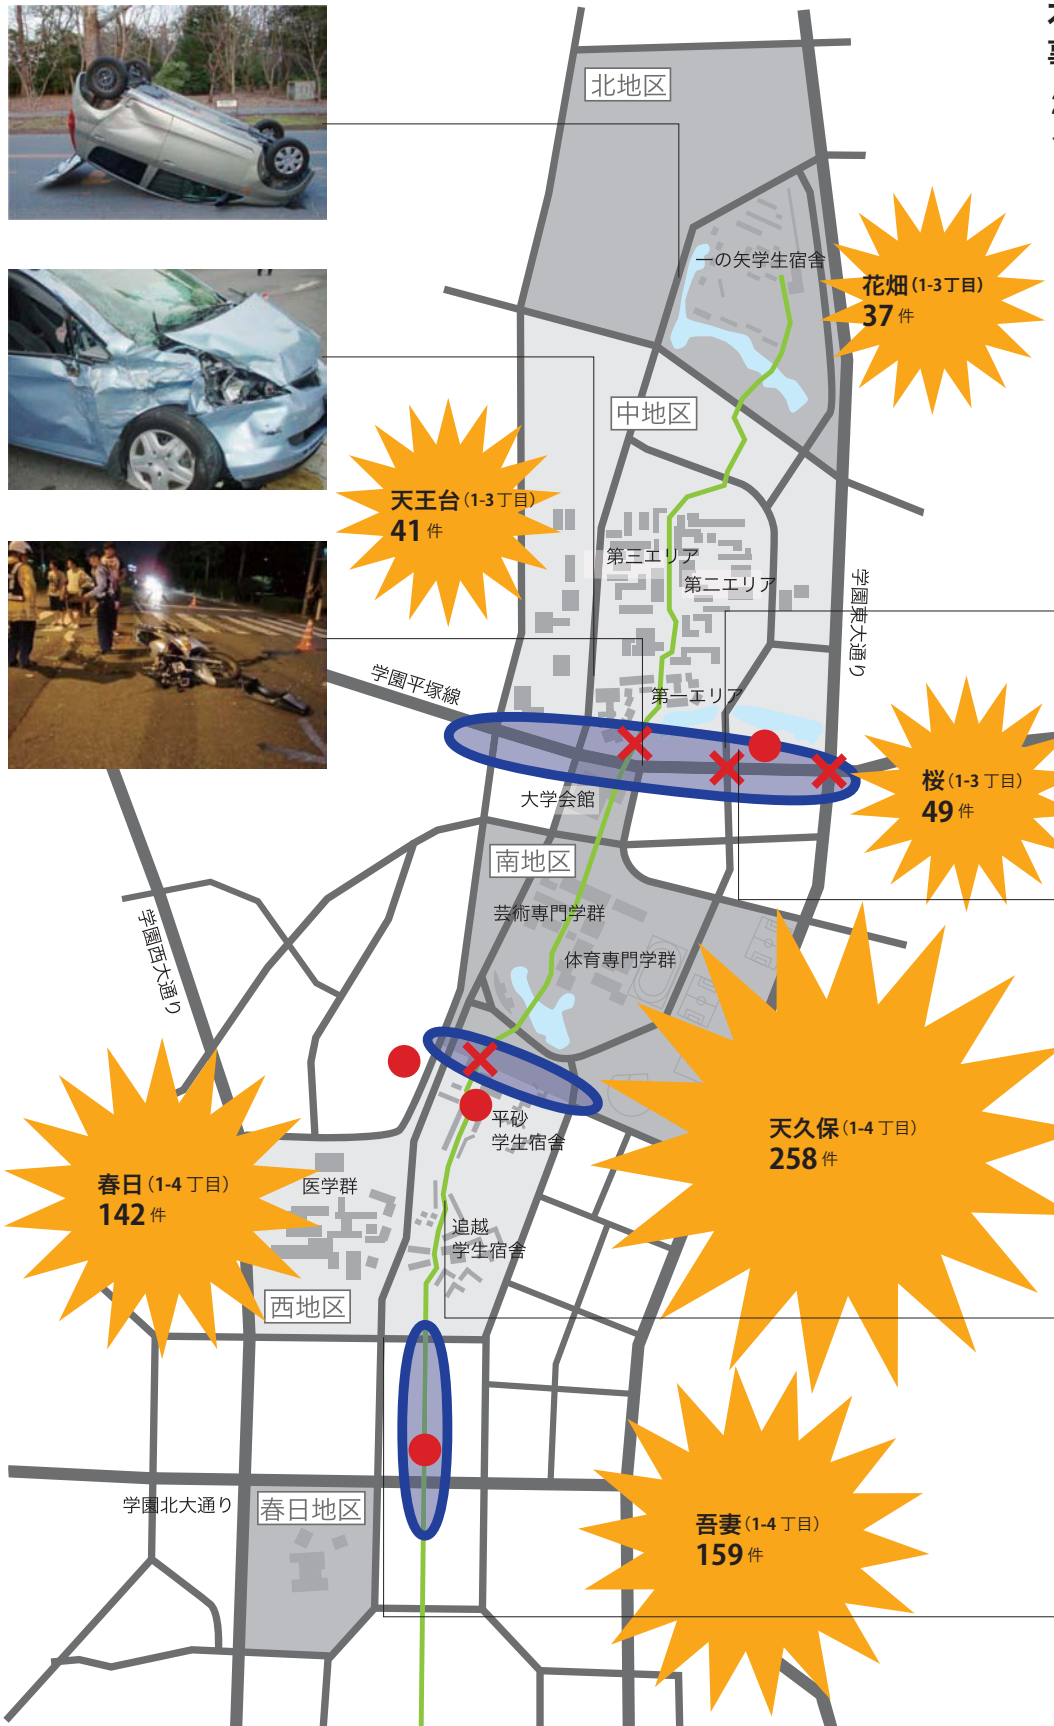 北地区
一の矢学生宿舎
花畑(1-3丁目)
37件
中地区
天王台(1-3丁目)
41件
第三エリア
第二エリア
学園東大通り
学園平塚線
第一エリア
桜(1-3丁目)
49件
大学会館
南地区
芸術専門学群
学園西大通り
体育専門学群
平砂
学生宿舎
天久保(1-4丁目)
258件
春日(1-4丁目)
142件
医学群
追越
学生宿舎
西地区
学園北大通り
春日地区
吾妻(1-4丁目)
159件